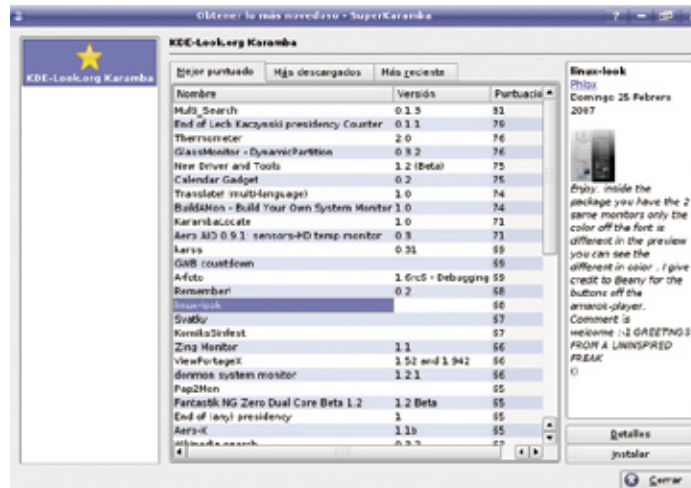 Obtener lo más novedoso - SuperKaramba
KDE-Look.org Karamba
KDE-Look.org Karamba
Mejor puntuado Más descargados Más reciente
Nombre Versión Puntuació
Multi_Search 0.1.5 81
End of Lech Kaczynski presidency Counter 0.1.1 79
Thermometer 2.0 76
GlassMonitor - DynamicPartition 0.3.2 76
New Driver and Tools 1.2 (Beta) 75
Calendar Gadget 0.2 75
Translate! (multi-language) 1.0 74
BuildAMon - Build Your Own System Monitor 1.0 74
KarambaLocate 1.0 71
Aero AIO 0.9.1: sensors-HD temp monitor 0.3 71
karss 0.31 69
GWB countdown 69
A-foto 1.6rc5 - Debugging 69
Remember! 0.2 68
linux-look 68
Svatky 67
KomikaSinfest 67
Zing Monitor 1.1 66
ViewPortageX 1.52 and 1.942 66
donmon system monitor 1.2.1 66
Pop2Mon 65
Fantastik NG Zero Dual Core Beta 1.2 1.2 Beta 65
End of (any) presidency 1 65
Aero-K 1.1b 65
Wikipedia search
linux-look
Philox
Domingo 25 Febrero
2007
Enjoy. inside the
package you have the 2
same monitors only the
color off the font is
different in the preview
you can see the
different in color . I give
credit to Beany for the
buttons off the
amarok-player.
Comment is
welcome :-) GREETINGS
FROM A UNINSPIRED
FREAK
Detalles
Instalar
Cerrar